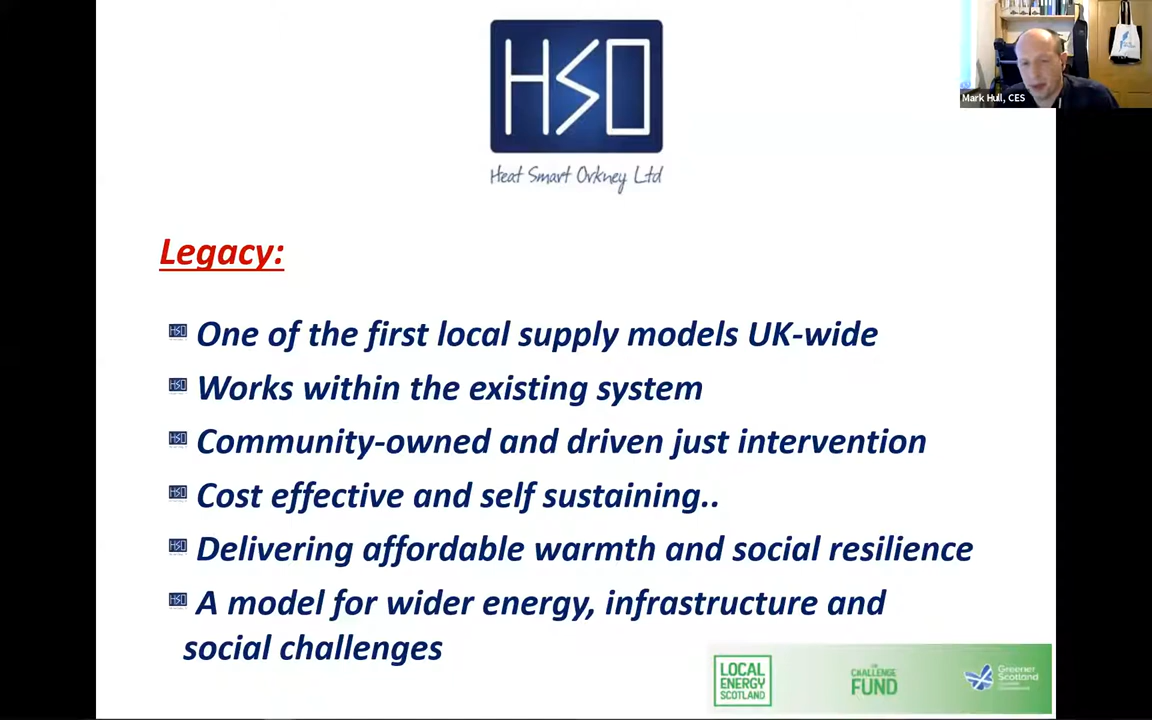 HSO
Heat Smart Orkney Ltd
Mark Hull, CES
Legacy:
One of the first local supply models UK-wide
Works within the existing system
Community-owned and driven just intervention
Cost effective and self sustaining..
Delivering affordable warmth and social resilience
A model for wider energy, infrastructure and
social challenges
LOCAL
ENERGY
SCOTLAND
CHALLENGE
FUND
Greener
Scotland